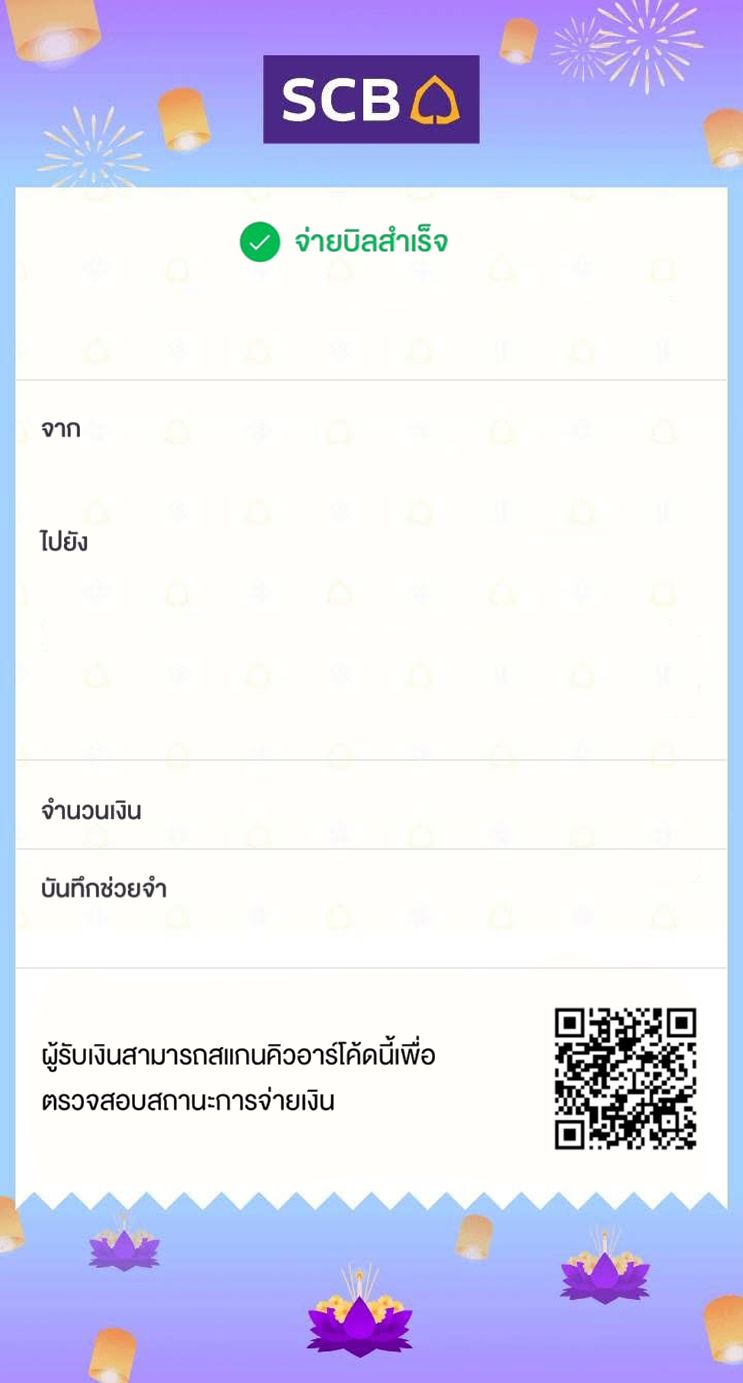 SCB
จ่ายบิลสำเร็จ
จาก
ไปยัง
จำนวนเงิน
บันทึกช่วยจำ
ผู้รับเงินสามารถสแกนคิวอาร์โค้ดนี้เพื่อ
ตรวจสอบสถานะการจ่ายเงิน